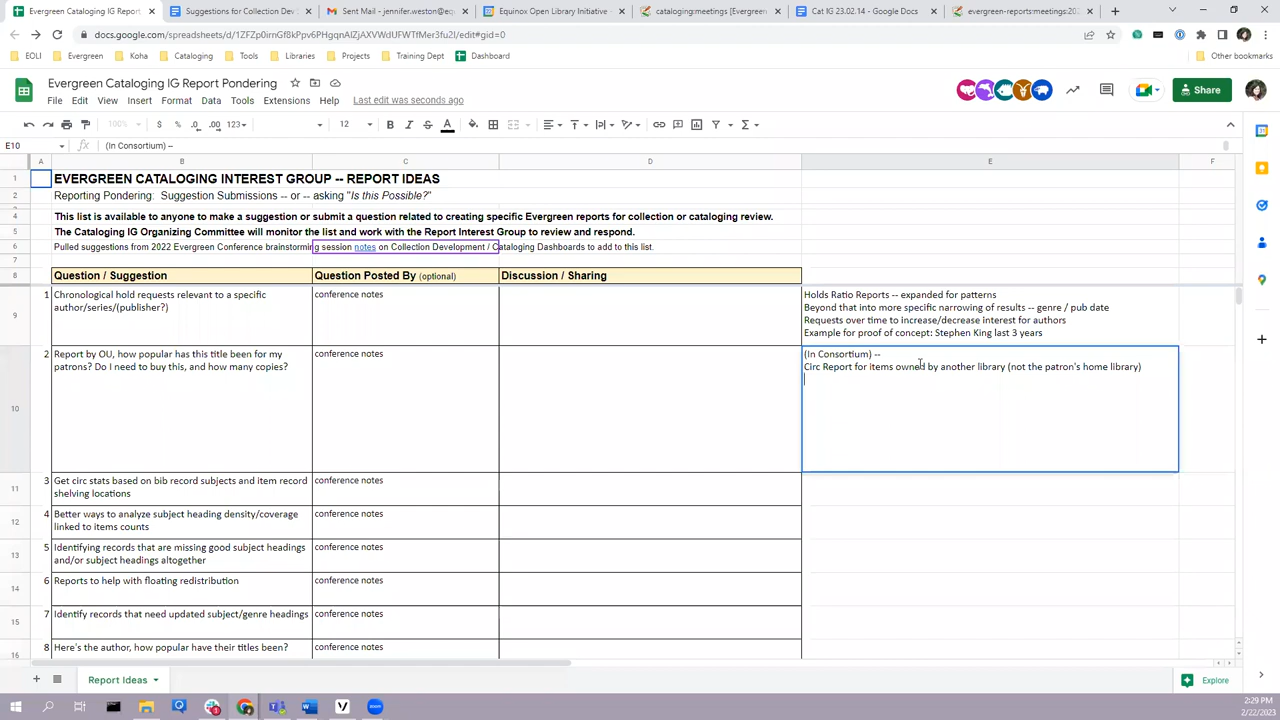 Evergreen Cataloging IG Report
Suggestions for Collection Dev
Sent Mail - jennifer.weston@eq
Equinox Open Library Initiative
cataloging:meetings [Evergreen
Cat IG 23.02.14 - Google Docs
evergreen-reports:meetings:202
docs.google.com/spreadsheets/d/1ZFZp0irnGf8kPpv6PHgqnAlZjAXVWdUFWTfMer3fu2I/edit#gid=0
EOLI
Evergreen
Koha
Cataloging
Tools
Libraries
Projects
Training Dept
Dashboard
Other bookmarks
Evergreen Cataloging IG Report Pondering
File Edit View Insert Format Data Tools Extensions Help Last edit was seconds ago
Share
100%
$ % .0 .00 123
12
B I S A
E10
(In Consortium) --
A B C D E F
1 EVERGREEN CATALOGING INTEREST GROUP -- REPORT IDEAS
2 Reporting Pondering: Suggestion Submissions -- or -- asking "Is this Possible?"
4 This list is available to anyone to make a suggestion or submit a question related to creating specific Evergreen reports for collection or cataloging review.
5 The Cataloging IG Organizing Committee will monitor the list and work with the Report Interest Group to review and respond.
6 Pulled suggestions from 2022 Evergreen Conference brainstorming session notes on Collection Development / Cataloging Dashboards to add to this list.
7
8 Question / Suggestion Question Posted By (optional) Discussion / Sharing
9
1 Chronological hold requests relevant to a specific
author/series/(publisher?)
conference notes
Holds Ratio Reports -- expanded for patterns
Beyond that into more specific narrowing of results -- genre / pub date
Requests over time to increase/decrease interest for authors
Example for proof of concept: Stephen King last 3 years
10
2 Report by OU, how popular has this title been for my
patrons? Do I need to buy this, and how many copies?
conference notes
(In Consortium) --
Circ Report for items owned by another library (not the patron's home library)
11
3 Get circ stats based on bib record subjects and item record
shelving locations
conference notes
12
4 Better ways to analyze subject heading density/coverage
linked to items counts
conference notes
13
5 Identifying records that are missing good subject headings
and/or subject headings altogether
conference notes
14
6 Reports to help with floating redistribution
conference notes
15
7 Identify records that need updated subject/genre headings
conference notes
16
8 Here's the author, how popular have their titles been?
conference notes
Report Ideas
Explore
2:29 PM
2/22/2023